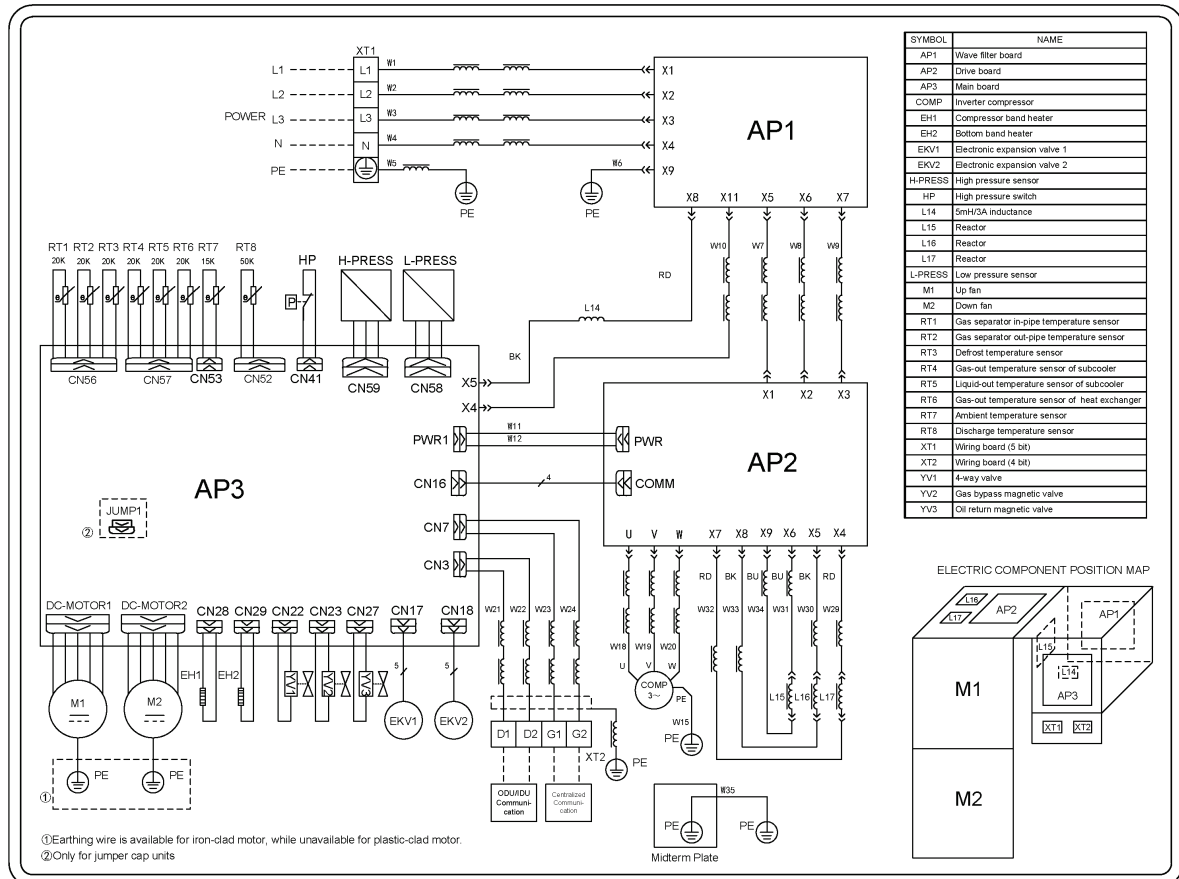 XT1
L1 L1 W1 X1
L2 L2 W2 X2
POWER L3 L3 W3 X3
N N W4 X4
PE W5 W6 X9
PE PE
AP1
X8 X11 X5 X6 X7
W10 W7 W8 W9
RD
L14
BK
RT1 RT2 RT3 RT4 RT5 RT6 RT7 RT8 HP H-PRESS L-PRESS
20K 20K 20K 20K 20K 20K 15K 50K
θ θ θ θ θ θ θ θ P
CN56 CN57 CN53 CN52 CN41 CN59 CN58
X5
X4
X1 X2 X3
PWR1 W11 PWR
W12
CN16 4 COMM
AP3
AP2
JUMP1
②
CN7
CN3
U V W X7 X8 X9 X6 X5 X4
RD BK BU BU BK RD
W21 W22 W23 W24
W32 W33 W34 W31 W30 W29
DC-MOTOR1 DC-MOTOR2 CN28 CN29 CN22 CN23 CN27 CN17 CN18
5 5
EH1 EH2 YV1 YV2 YV3
M1 M2
EKV1 EKV2
W18 W19 W20
U V W
COMP
3～
PE
W15
PE
L15 L16 L17
D1 D2 G1 G2
XT2
PE
PE PE
①
ODU/IDU
Communi-
cation
Centralized
Communi-
cation
W35
PE PE
Midterm Plate
①Earthing wire is available for iron-clad motor, while unavailable for plastic-clad motor.
②Only for jumper cap units
SYMBOL NAME
AP1 Wave filter board
AP2 Drive board
AP3 Main board
COMP Inverter compressor
EH1 Compressor band heater
EH2 Bottom band heater
EKV1 Electronic expansion valve 1
EKV2 Electronic expansion valve 2
H-PRESS High pressure sensor
HP High pressure switch
L14 5mH/3A inductance
L15 Reactor
L16 Reactor
L17 Reactor
L-PRESS Low pressure sensor
M1 Up fan
M2 Down fan
RT1 Gas separator in-pipe temperature sensor
RT2 Gas separator out-pipe temperature sensor
RT3 Defrost temperature sensor
RT4 Gas-out temperature sensor of subcooler
RT5 Liquid-out temperature sensor of subcooler
RT6 Gas-out temperature sensor of heat exchanger
RT7 Ambient temperature sensor
RT8 Discharge temperature sensor
XT1 Wiring board (5 bit)
XT2 Wiring board (4 bit)
YV1 4-way valve
YV2 Gas bypass magnetic valve
YV3 Oil return magnetic valve
ELECTRIC COMPONENT POSITION MAP
L16 AP2 AP1
L17
L15
L14
M1 AP3
XT1 XT2
M2